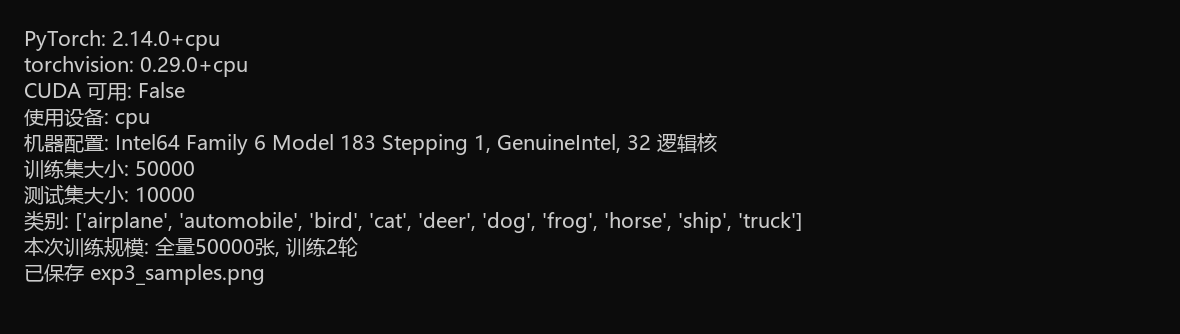 PyTorch: 2.14.0+cpu
torchvision: 0.29.0+cpu
CUDA 可用: False
使用设备: cpu
机器配置: Intel64 Family 6 Model 183 Stepping 1, GenuineIntel, 32 逻辑核
训练集大小: 50000
测试集大小: 10000
类别: ['airplane', 'automobile', 'bird', 'cat', 'deer', 'dog', 'frog', 'horse', 'ship', 'truck']
本次训练规模: 全量50000张, 训练2轮
已保存 exp3_samples.png